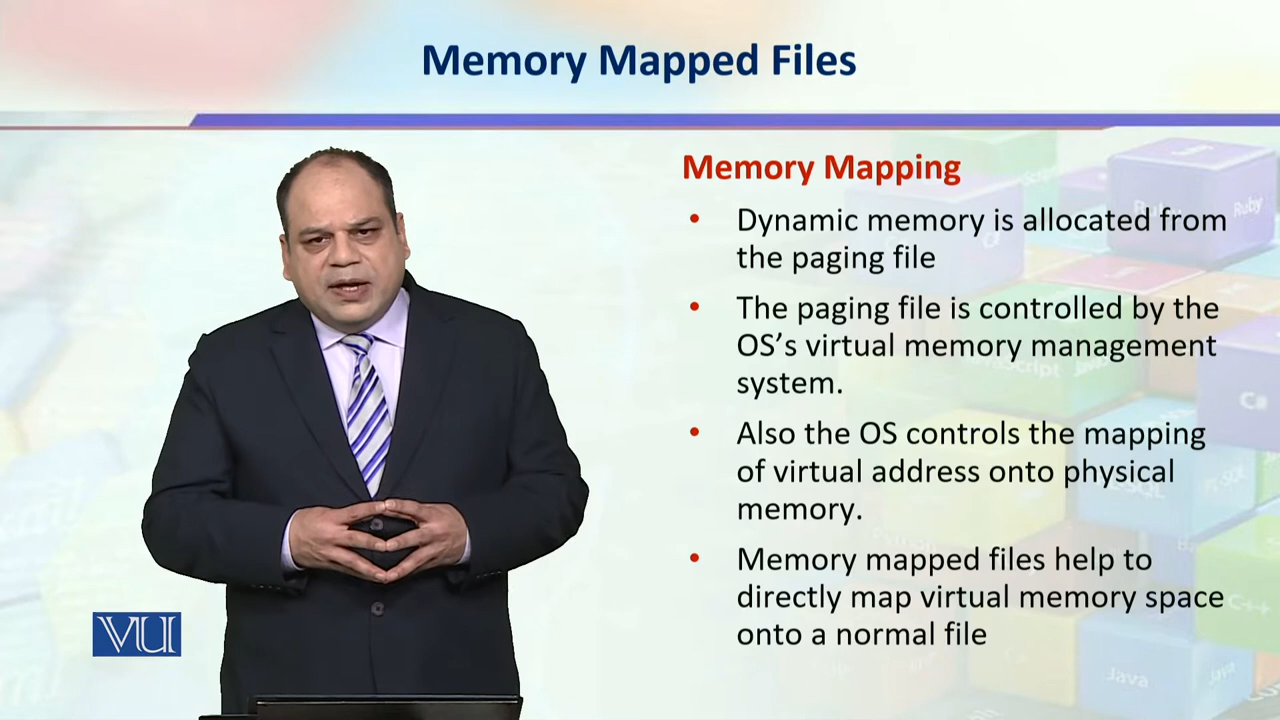 Memory Mapped Files
Memory Mapping
• Dynamic memory is allocated from
the paging file
• The paging file is controlled by the
OS’s virtual memory management
system.
• Also the OS controls the mapping
of virtual address onto physical
memory.
• Memory mapped files help to
directly map virtual memory space
onto a normal file
VU
Ruby
C#
C++
Java